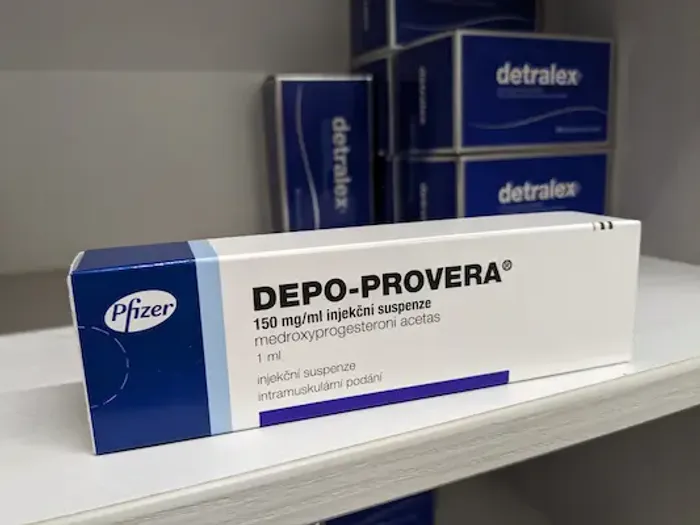 detralex
detralex
detralex
Pfizer
DEPO-PROVERA®
150 mg/ml injekční suspenze
medroxyprogesteroni acetas
1 ml
injekční suspenze
intramuskulární podání